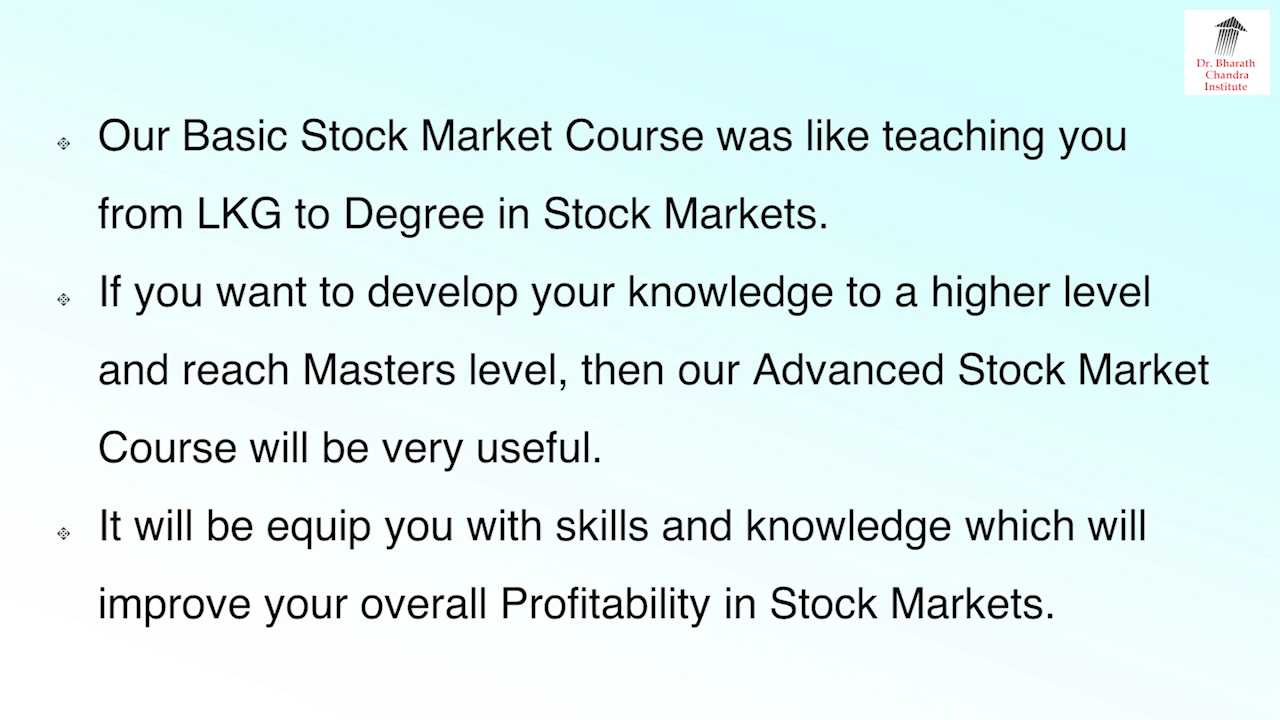 Dr. Bharath
Chandra
Institute
Our Basic Stock Market Course was like teaching you
from LKG to Degree in Stock Markets.
If you want to develop your knowledge to a higher level
and reach Masters level, then our Advanced Stock Market
Course will be very useful.
It will be equip you with skills and knowledge which will
improve your overall Profitability in Stock Markets.